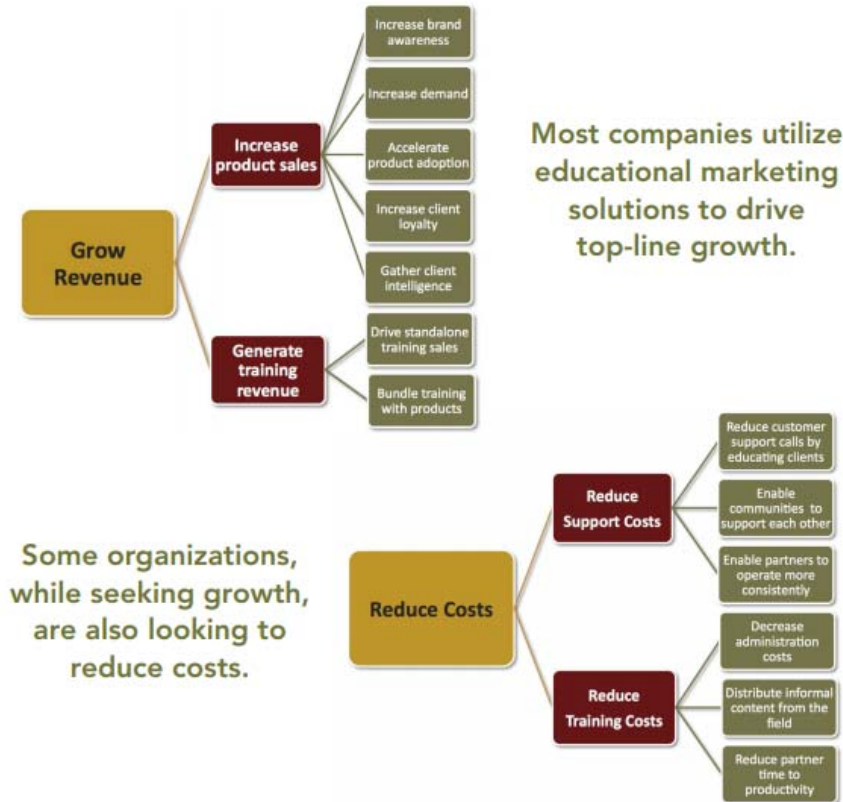 Increase brand
awareness
Increase demand
Accelerate
product adoption
Increase client
loyalty
Gather client
intelligence
Increase
product sales
Grow
Revenue
Generate
training
revenue
Drive standalone
training sales
Bundle training
with products
Most companies utilize
educational marketing
solutions to drive
top-line growth.
Some organizations,
while seeking growth,
are also looking to
reduce costs.
Reduce Costs
Reduce
Support Costs
Reduce customer
support calls by
educating clients
Enable
communities to
support each other
Enable partners to
operate more
consistently
Reduce
Training Costs
Decrease
administration
costs
Distribute informal
content from the
field
Reduce partner
time to
productivity